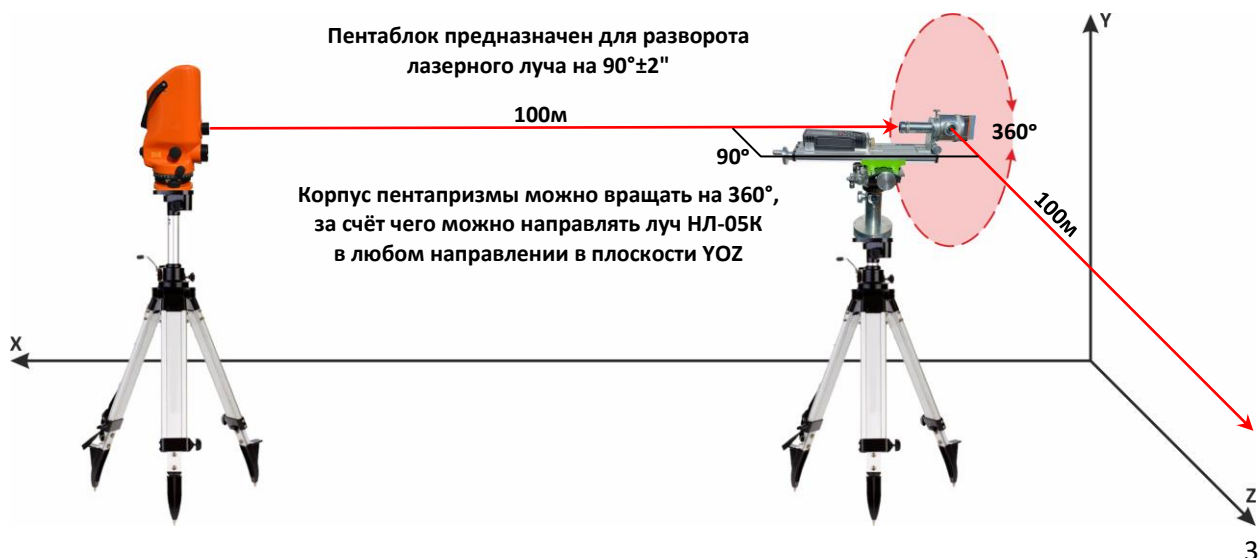 Пентаблок предназначен для разворота
лазерного луча на 90°±2"
100м
90°
360°
Корпус пентапризмы можно вращать на 360°,
за счёт чего можно направлять луч НЛ-05К
в любом направлении в плоскости YOZ
100м
Y
X
Z
3